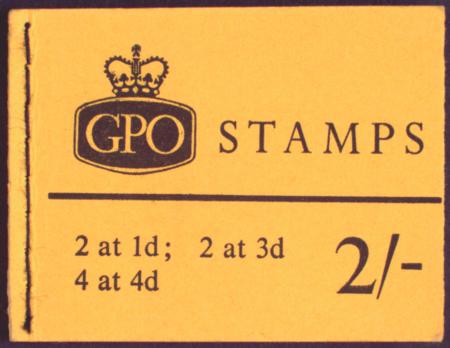 GPO STAMPS
2 at 1d; 2 at 3d
4 at 4d
2/-